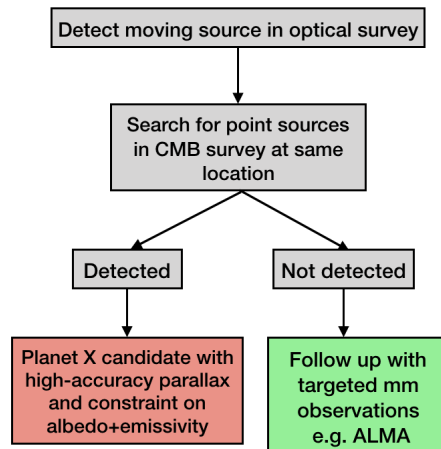 Detect moving source in optical survey
Search for point sources
in CMB survey at same
location
Detected
Not detected
Planet X candidate with
high-accuracy parallax
and constraint on
albedo+emissivity
Follow up with
targeted mm
observations
e.g. ALMA